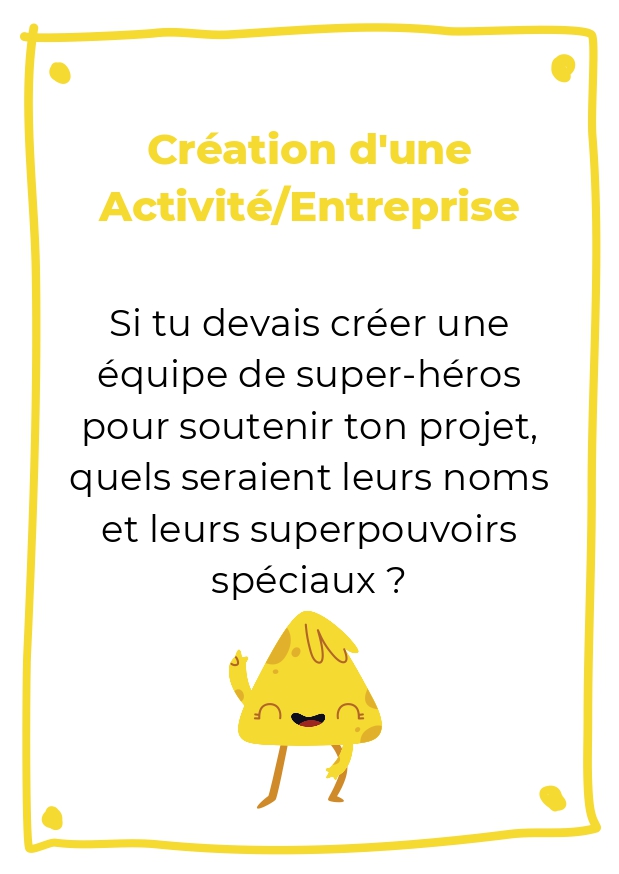 Création d'une
Activité/Entreprise
Si tu devais créer une
équipe de super-héros
pour soutenir ton projet,
quels seraient leurs noms
et leurs superpouvoirs
spéciaux ?